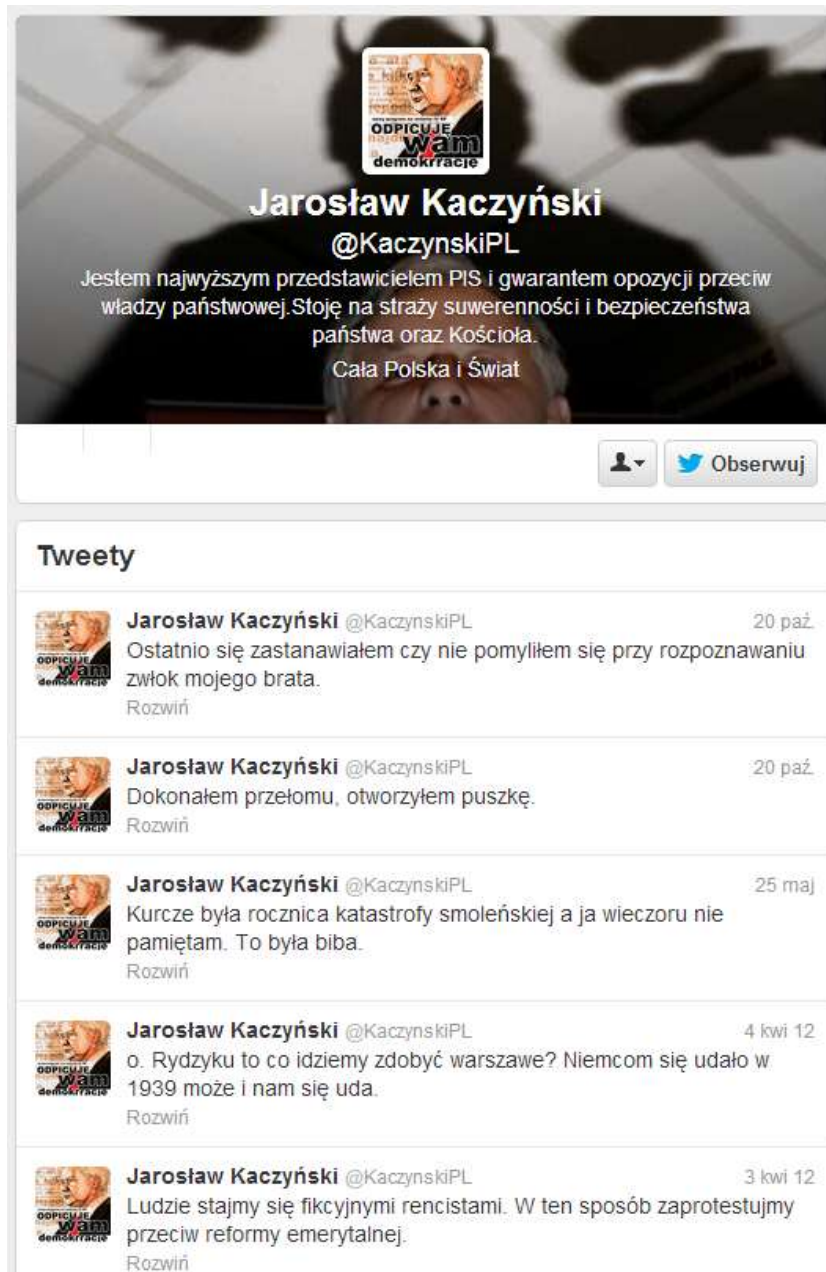 ODPICUJE
wam
demokrrację
Jarosław Kaczyński
@KaczynskiPL
Jestem najwyższym przedstawicielem PIS i gwarantem opozycji przeciw
władzy państwowej.Stoję na straży suwerenności i bezpieczeństwa
państwa oraz Kościoła.
Cała Polska i Świat
Obserwuj
Tweety
Jarosław Kaczyński @KaczynskiPL 20 paź
Ostatnio się zastanawiałem czy nie pomyliłem się przy rozpoznawaniu
zwłok mojego brata.
Rozwiń
Jarosław Kaczyński @KaczynskiPL 20 paź
Dokonałem przełomu, otworzyłem puszkę.
Rozwiń
Jarosław Kaczyński @KaczynskiPL 25 maj
Kurcze była rocznica katastrofy smoleńskiej a ja wieczoru nie
pamiętam. To była biba.
Rozwiń
Jarosław Kaczyński @KaczynskiPL 4 kwi 12
o. Rydzyku to co idziemy zdobyć warszawe? Niemcom się udało w
1939 może i nam się uda.
Rozwiń
Jarosław Kaczyński @KaczynskiPL 3 kwi 12
Ludzie stajmy się fikcyjnymi rencistami. W ten sposób zaprotestujmy
przeciw reformy emerytalnej.
Rozwiń